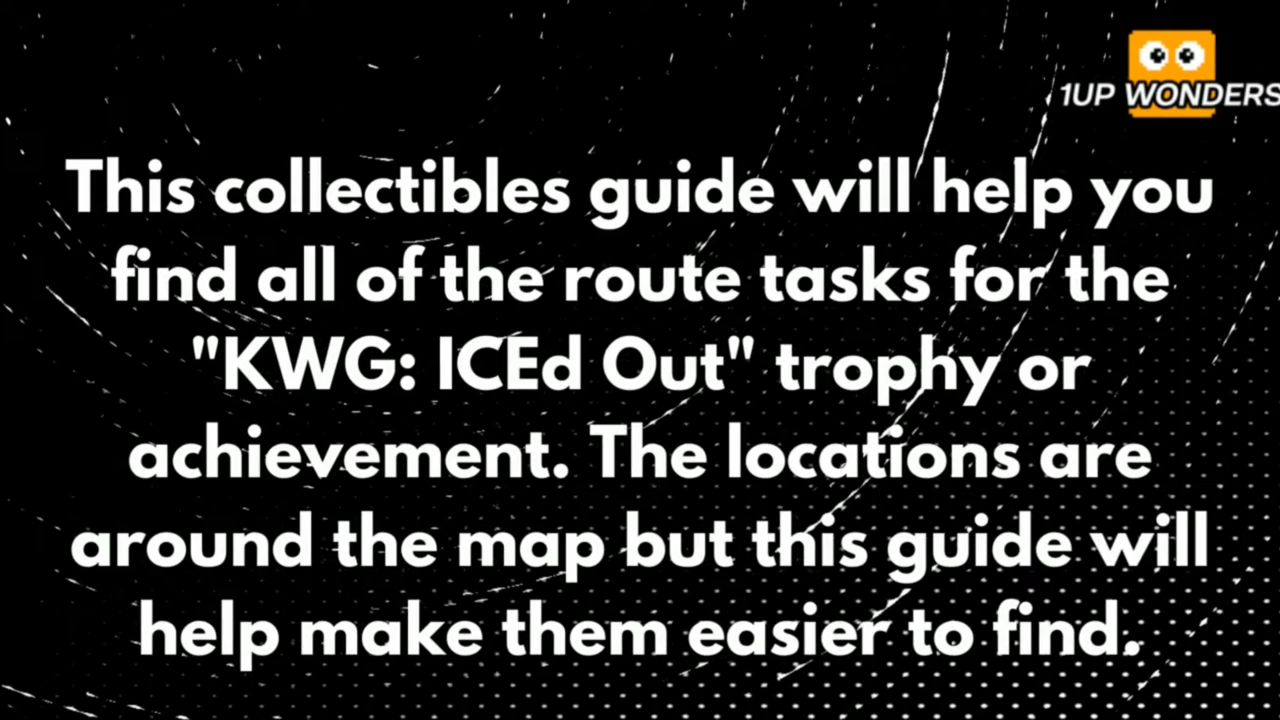 1UP WONDERS
This collectibles guide will help you
find all of the route tasks for the
"KWG: ICEd Out" trophy or
achievement. The locations are
around the map but this guide will
help make them easier to find.